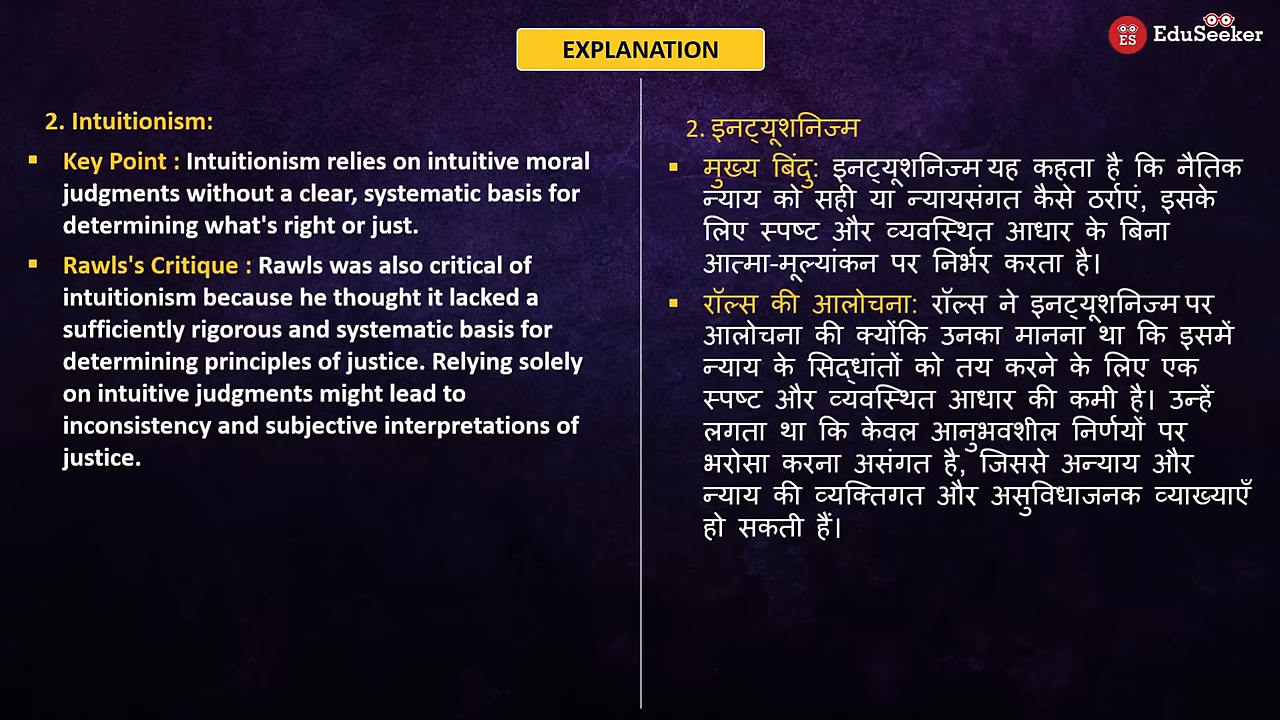 EXPLANATION
ES EduSeeker
2. Intuitionism:
▪ Key Point : Intuitionism relies on intuitive moral
judgments without a clear, systematic basis for
determining what's right or just.
▪ Rawls's Critique : Rawls was also critical of
intuitionism because he thought it lacked a
sufficiently rigorous and systematic basis for
determining principles of justice. Relying solely
on intuitive judgments might lead to
inconsistency and subjective interpretations of
justice.
2. इनट्यूशनिज्म
▪ मुख्य बिंदु: इनट्यूशनिज्म यह कहता है कि नैतिक
न्याय को सही या न्यायसंगत कैसे ठर्राएं, इसके
लिए स्पष्ट और व्यवस्थित आधार के बिना
आत्मा-मूल्यांकन पर निर्भर करता है।
▪ रॉल्स की आलोचना: रॉल्स ने इनट्यूशनिज्म पर
आलोचना की क्योंकि उनका मानना था कि इसमें
न्याय के सिद्धांतों को तय करने के लिए एक
स्पष्ट और व्यवस्थित आधार की कमी है। उन्हें
लगता था कि केवल आनुभवशील निर्णयों पर
भरोसा करना असंगत है, जिससे अन्याय और
न्याय की व्यक्तिगत और असुविधाजनक व्याख्याएँ
हो सकती हैं।